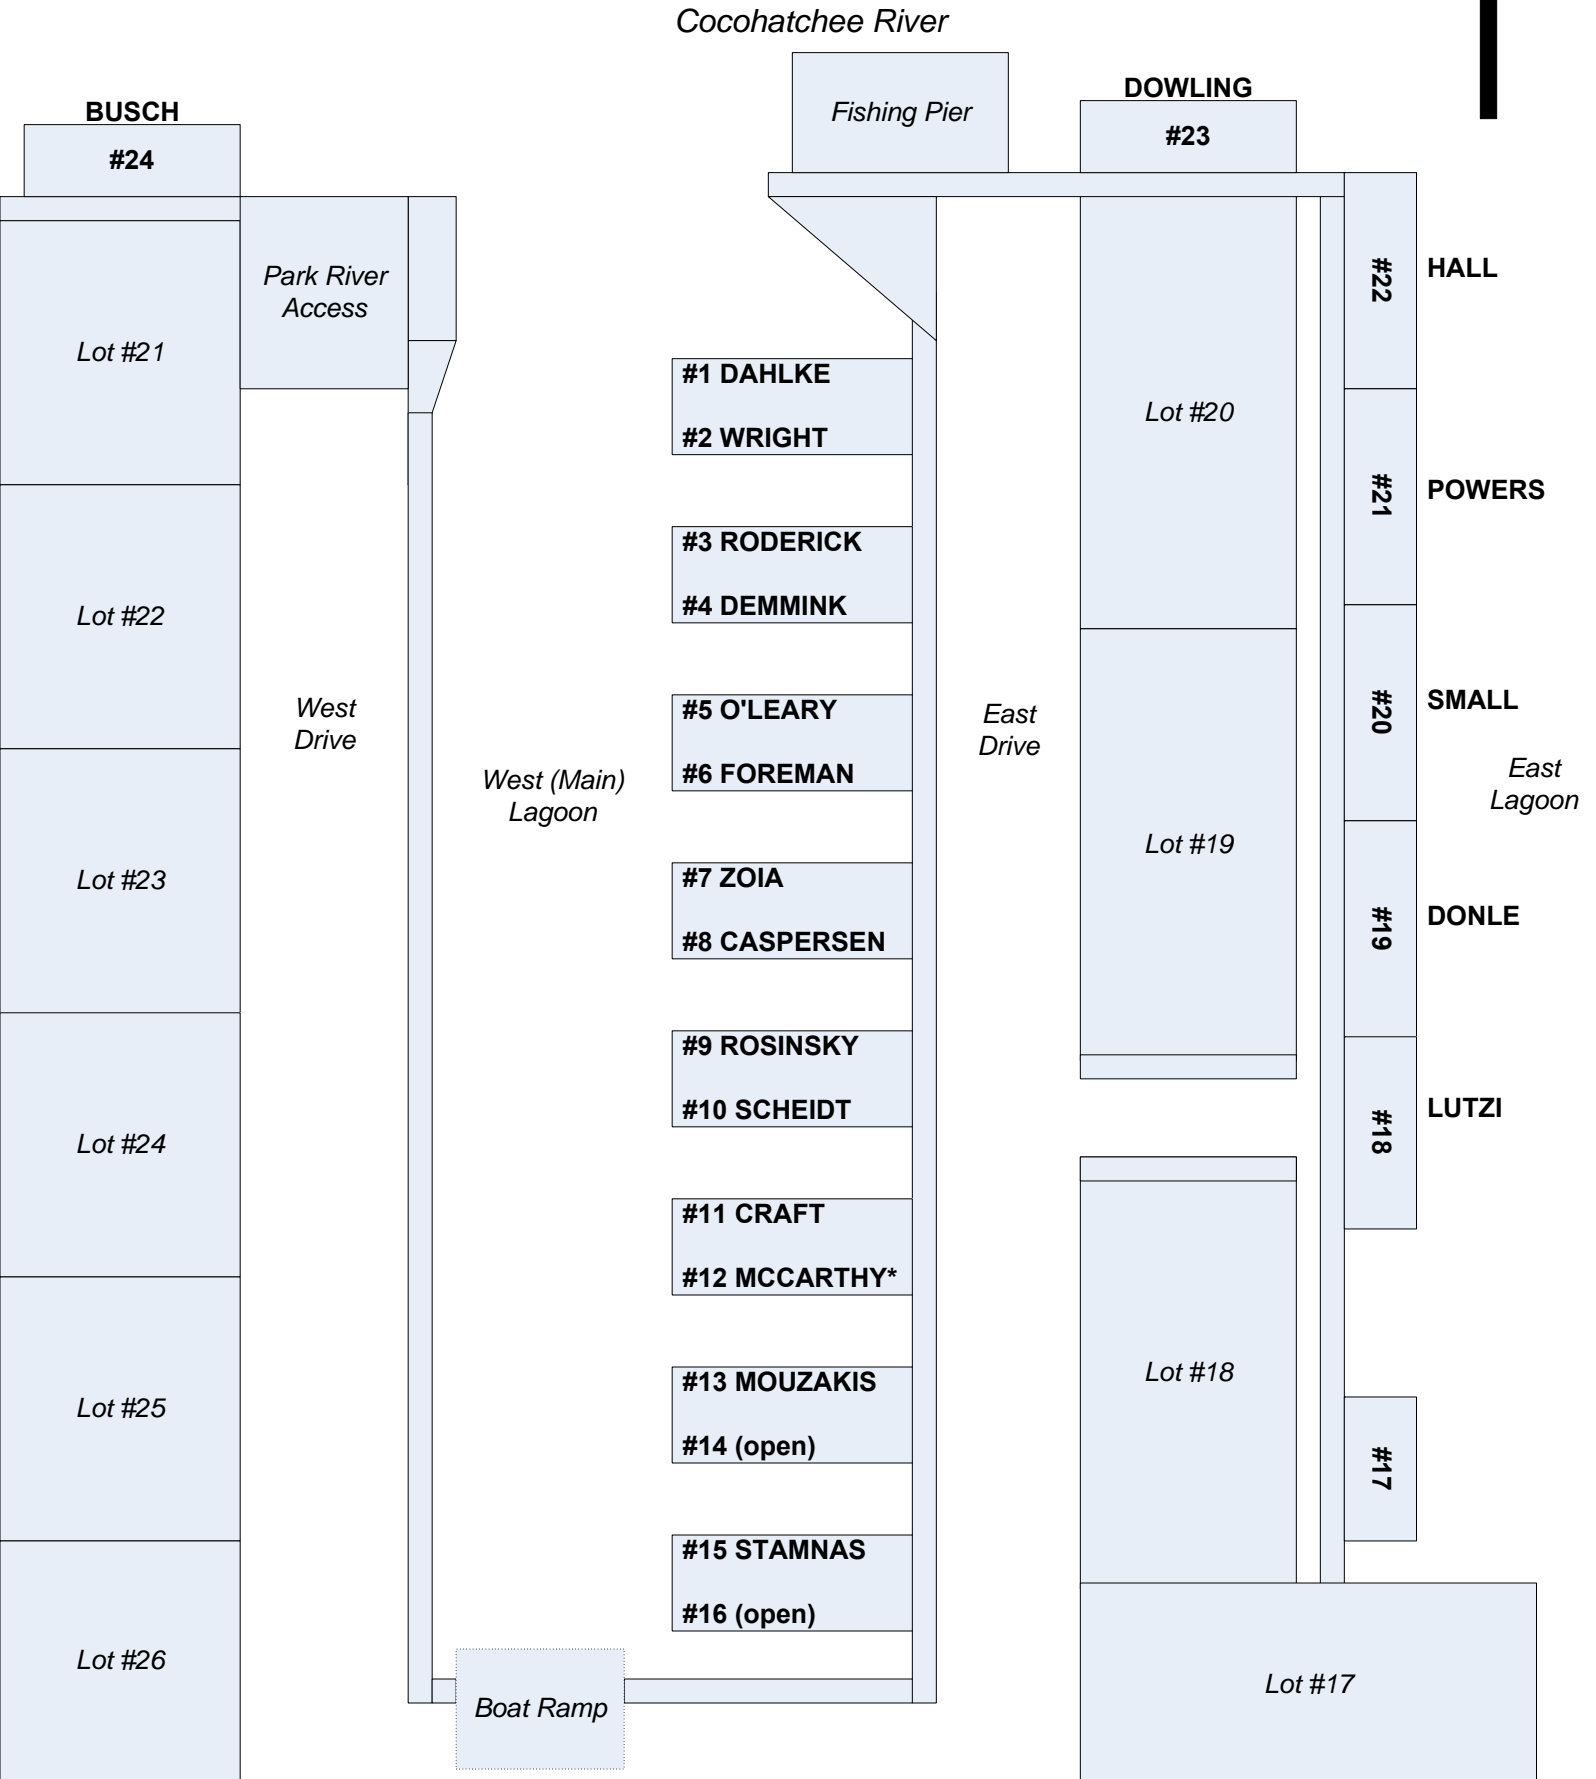 Cocohatchee River
BUSCH
#24
Fishing Pier
DOWLING
#23
Park River
Access
Lot #21
Lot #22
Lot #23
Lot #24
Lot #25
Lot #26
West
Drive
West (Main)
Lagoon
Boat Ramp
#1 DAHLKE
#2 WRIGHT
#3 RODERICK
#4 DEMMINK
#5 O'LEARY
#6 FOREMAN
#7 ZOIA
#8 CASPERSEN
#9 ROSINSKY
#10 SCHEIDT
#11 CRAFT
#12 MCCARTHY*
#13 MOUZAKIS
#14 (open)
#15 STAMNAS
#16 (open)
East
Drive
Lot #20
Lot #19
Lot #18
Lot #17
#22
HALL
#21
POWERS
#20
SMALL
#19
DONLE
#18
LUTZI
#17
East
Lagoon